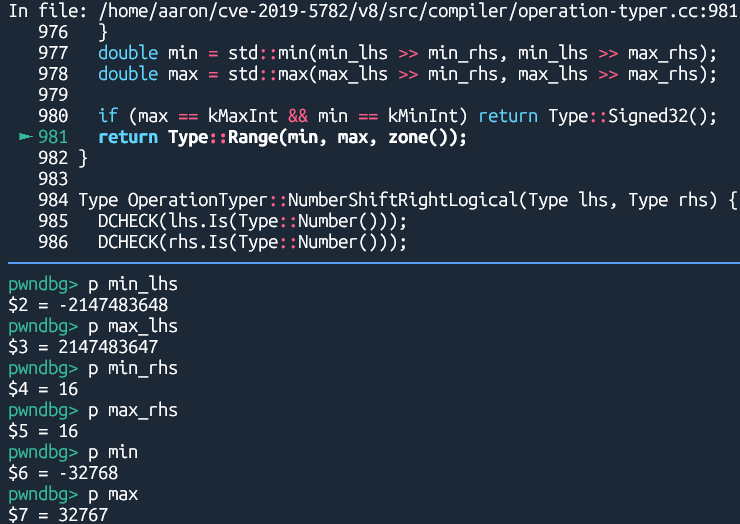 In file: /home/aaron/cve-2019-5782/v8/src/compiler/operation-typer.cc:981
976 }
977 double min = std::min(min_lhs >> min_rhs, min_lhs >> max_rhs);
978 double max = std::max(max_lhs >> min_rhs, max_lhs >> max_rhs);
979
980 if (max == kMaxInt && min == kMinInt) return Type::Signed32();
► 981 return Type::Range(min, max, zone());
982 }
983
984 Type OperationTyper::NumberShiftRightLogical(Type lhs, Type rhs) {
985 DCHECK(lhs.Is(Type::Number()));
986 DCHECK(rhs.Is(Type::Number()));
pwndbg> p min_lhs
$2 = -2147483648
pwndbg> p max_lhs
$3 = 2147483647
pwndbg> p min_rhs
$4 = 16
pwndbg> p max_rhs
$5 = 16
pwndbg> p min
$6 = -32768
pwndbg> p max
$7 = 32767